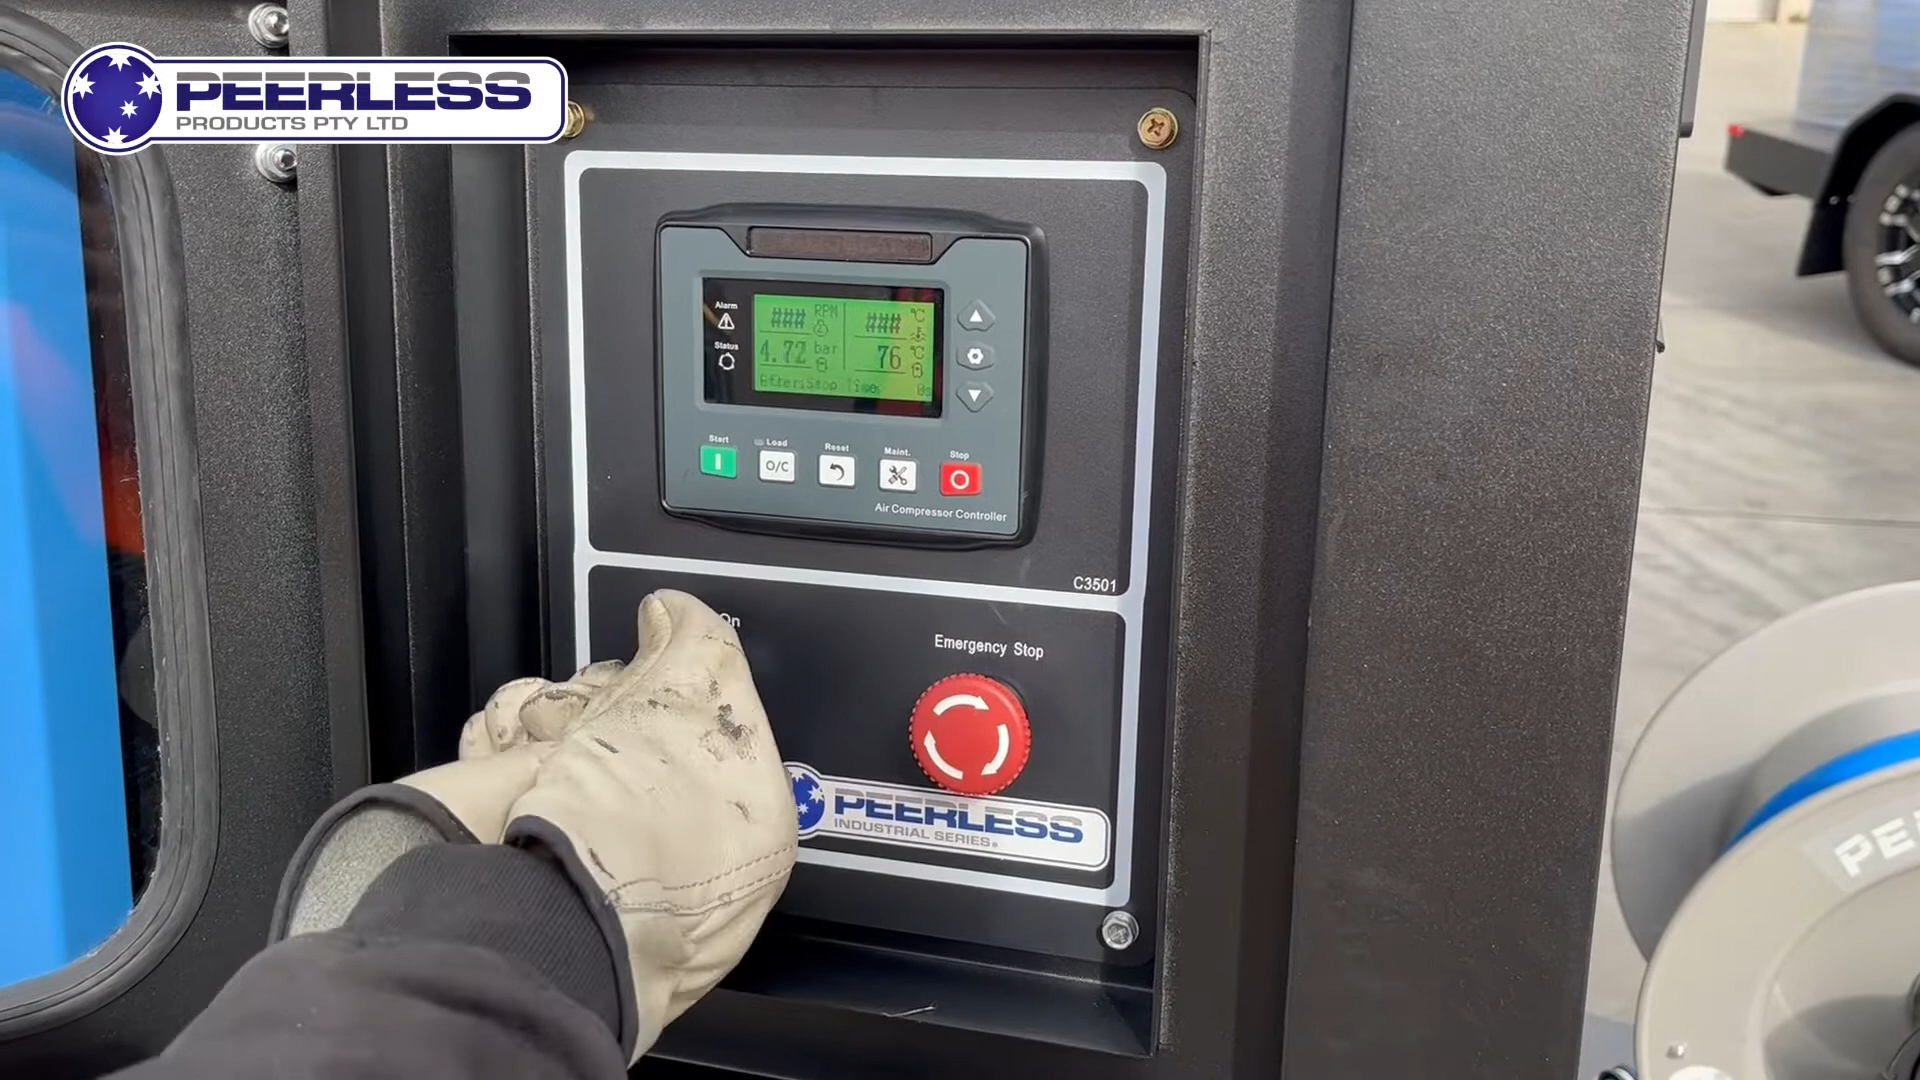 PEERLESS
PRODUCTS PTY LTD
Alarm
Status
### RPM
### °C
4.72 bar
76 °C
Start
Load
Reset
Maint.
Stop
O/C
Air Compressor Controller
C3501
On
Emergency Stop
PEERLESS
INDUSTRIAL SERIES